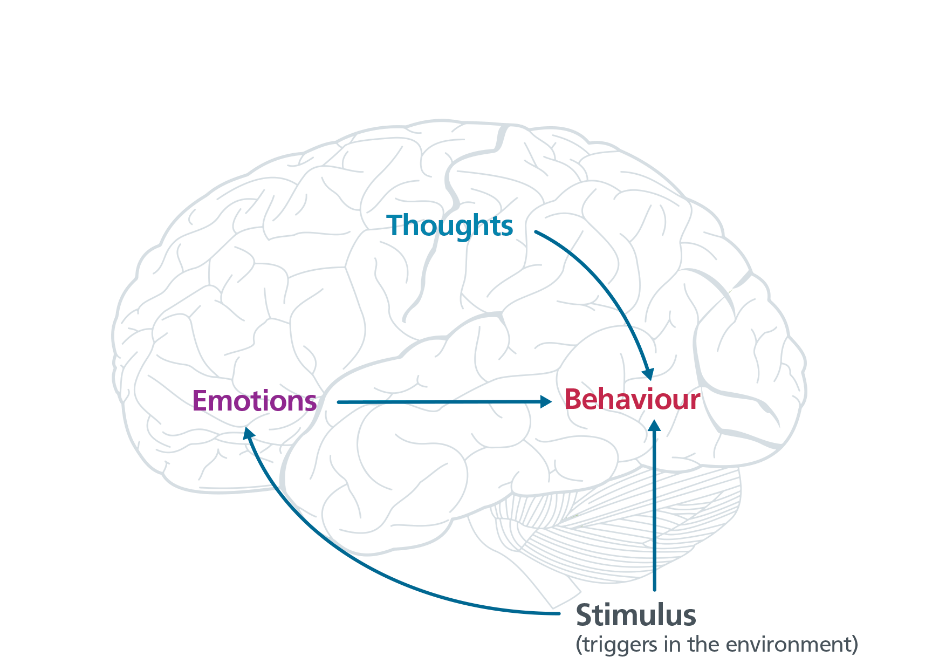 Thoughts
Emotions
Behaviour
Stimulus
(triggers in the environment)